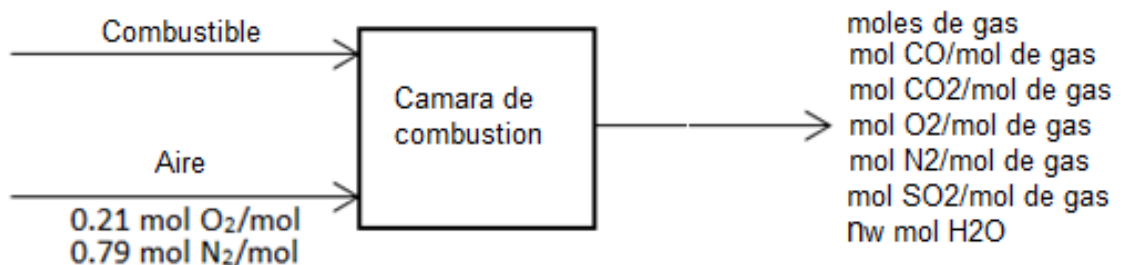 Combustible
Aire
0.21 mol O₂/mol
0.79 mol N₂/mol
Camara de
combustion
moles de gas
mol CO/mol de gas
mol CO2/mol de gas
mol O2/mol de gas
mol N2/mol de gas
mol SO2/mol de gas
nw mol H2O